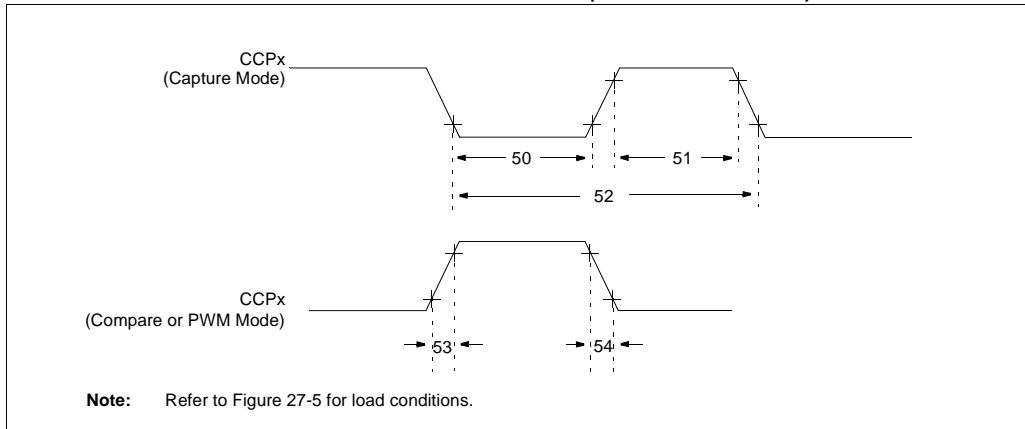 CCPx
(Capture Mode)
50
51
52
CCPx
(Compare or PWM Mode)
53
54
Note: Refer to Figure 27-5 for load conditions.